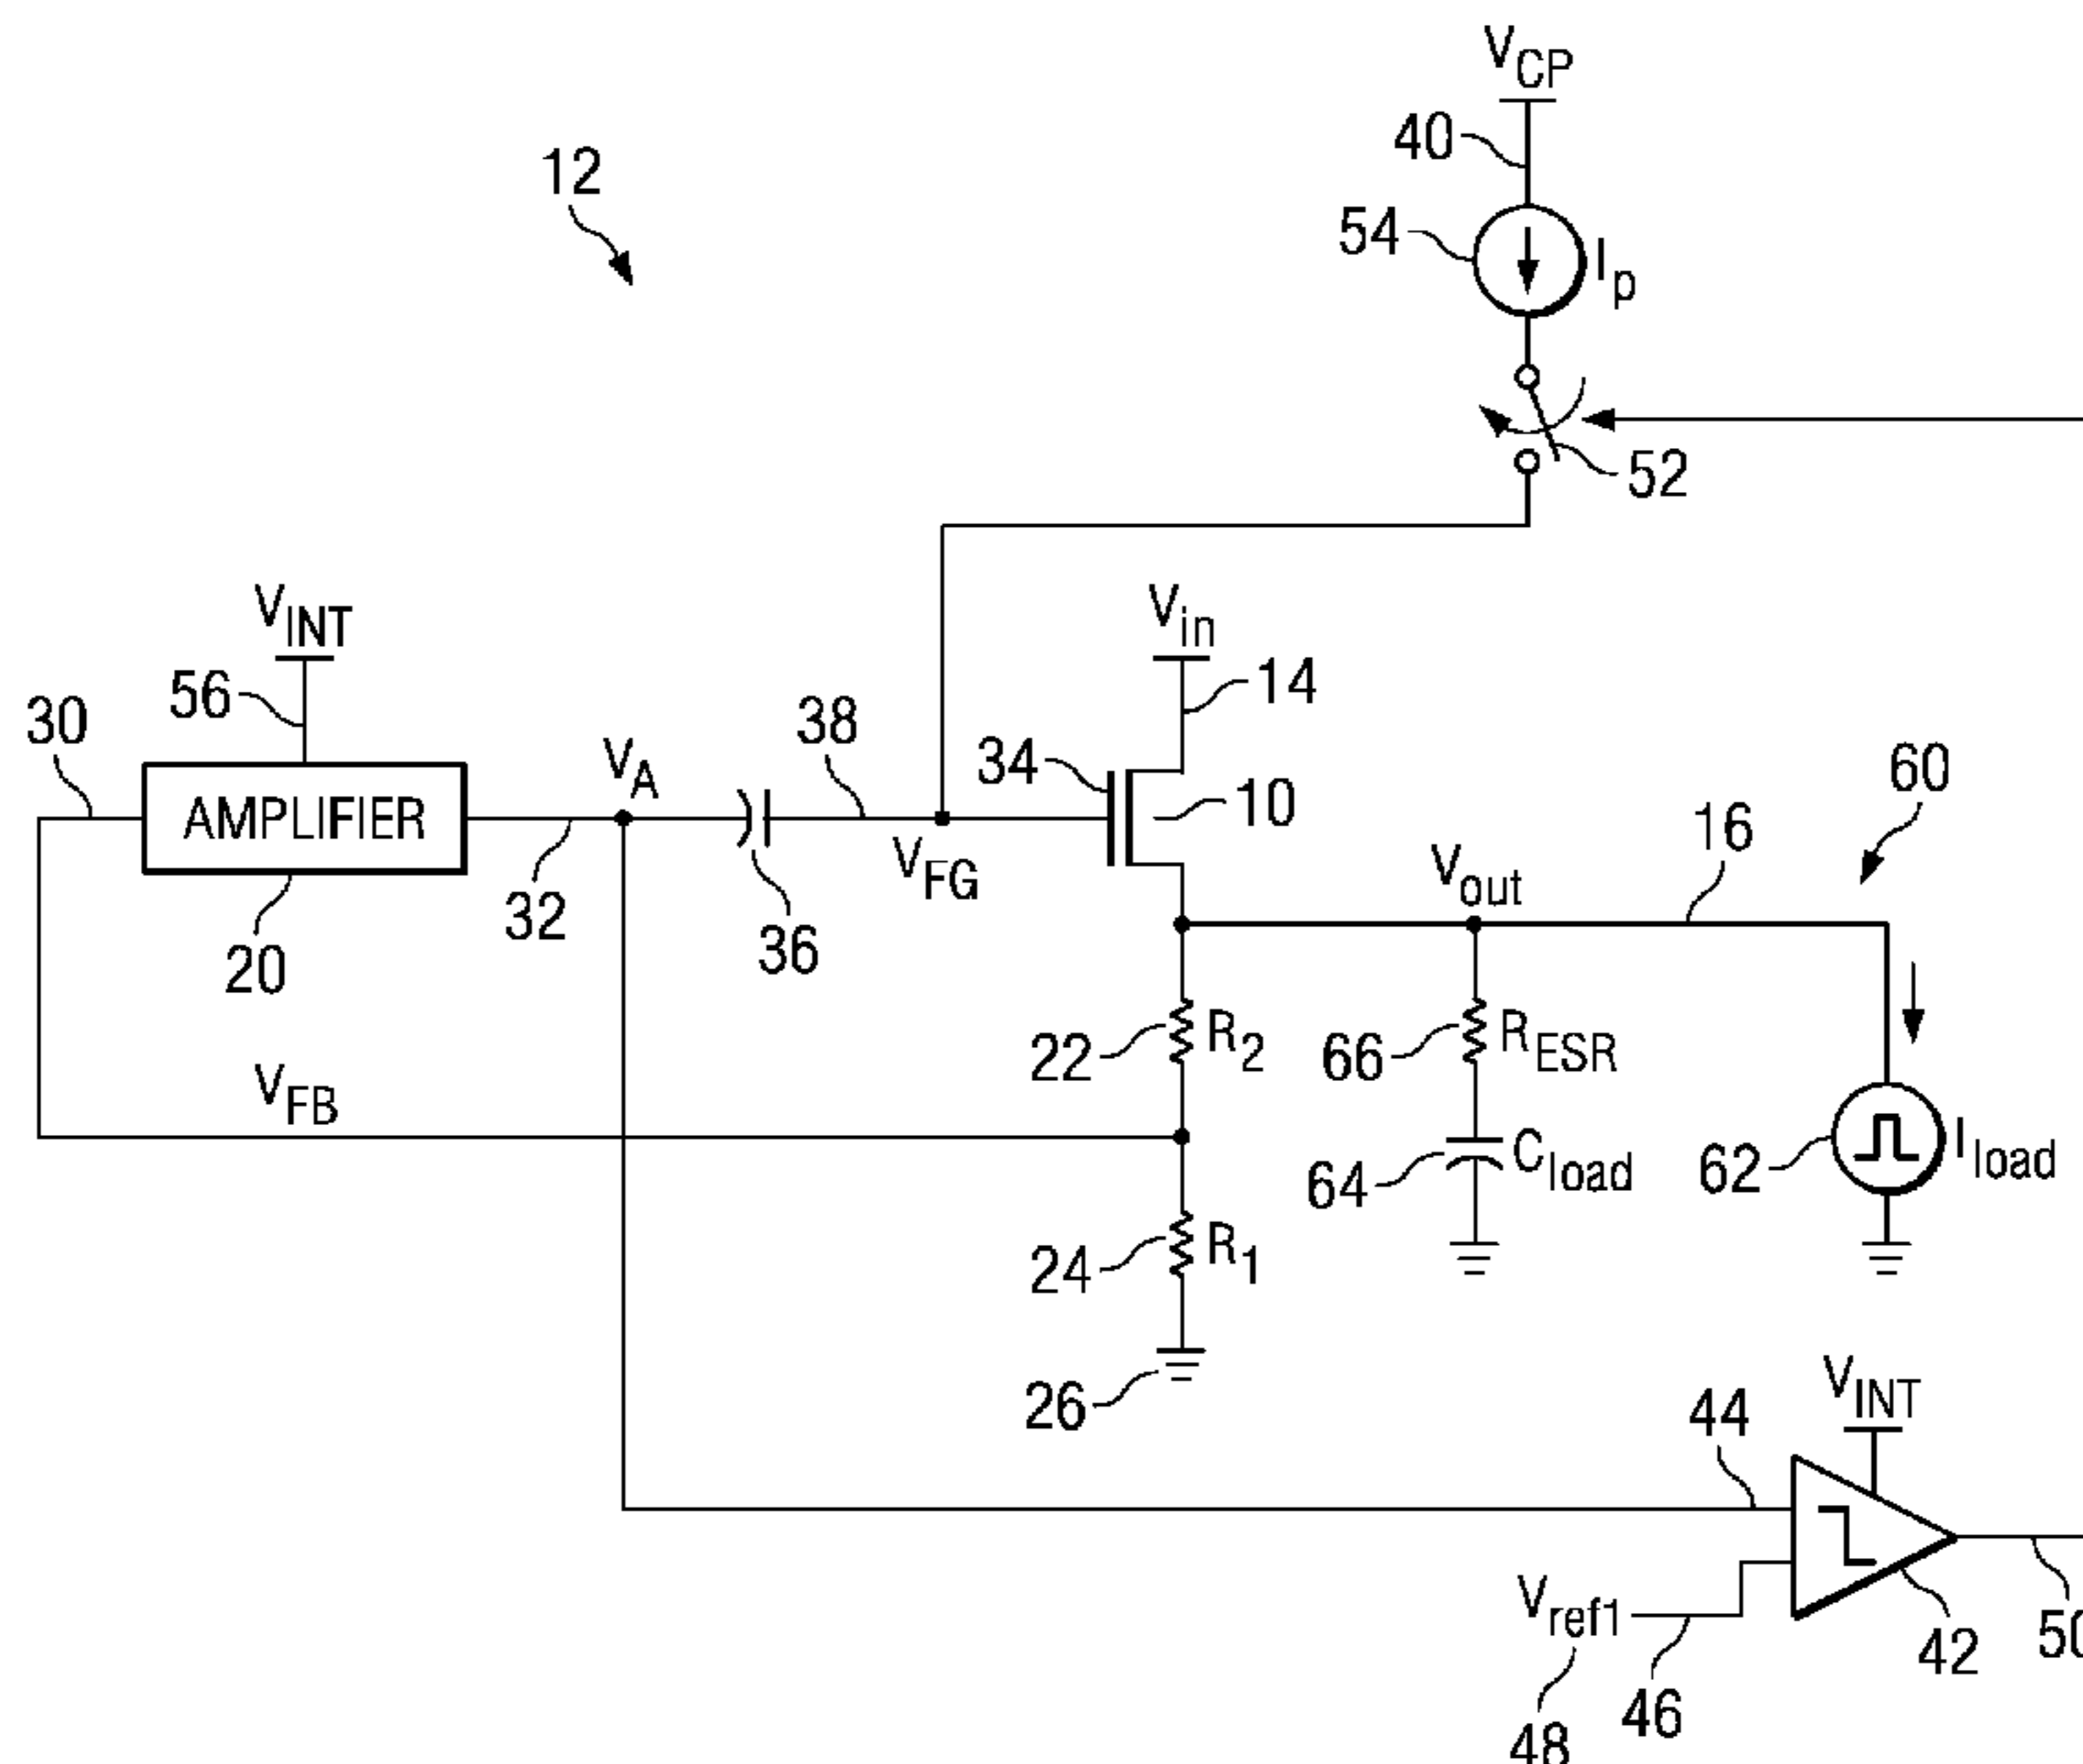 V_CP
40
12
54
I_p
52
V_INT
V_in
56
14
30
38
V_A
34
10
60
AMPLIFIER
16
V_FG
V_out
32
36
20
22
R_2
66
R_ESR
V_FB
64
C_load
62
I_load
24
R_1
26
V_INT
44
V_ref1
50
42
46
48